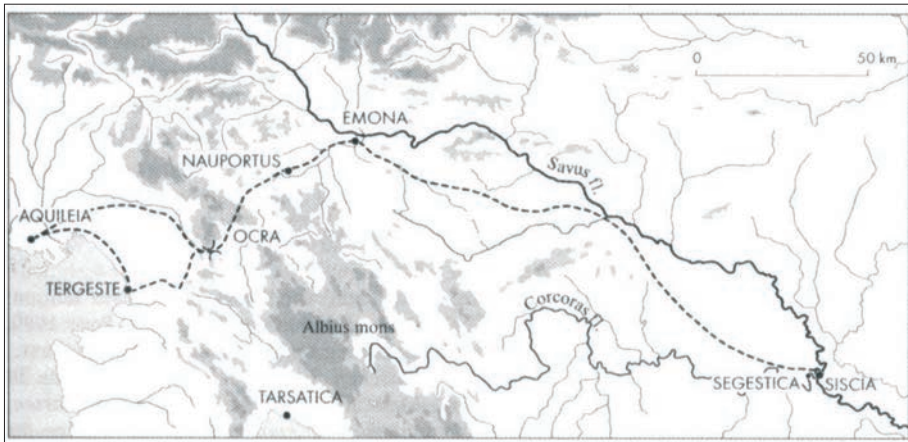 0 50 km
EMONA
NAUPORTUS
Savus fl.
AQUILEIA
OCRA
TERGESTE
Corcoras fl.
Albius mons
SEGESTICA SISCIA
TARSATICA